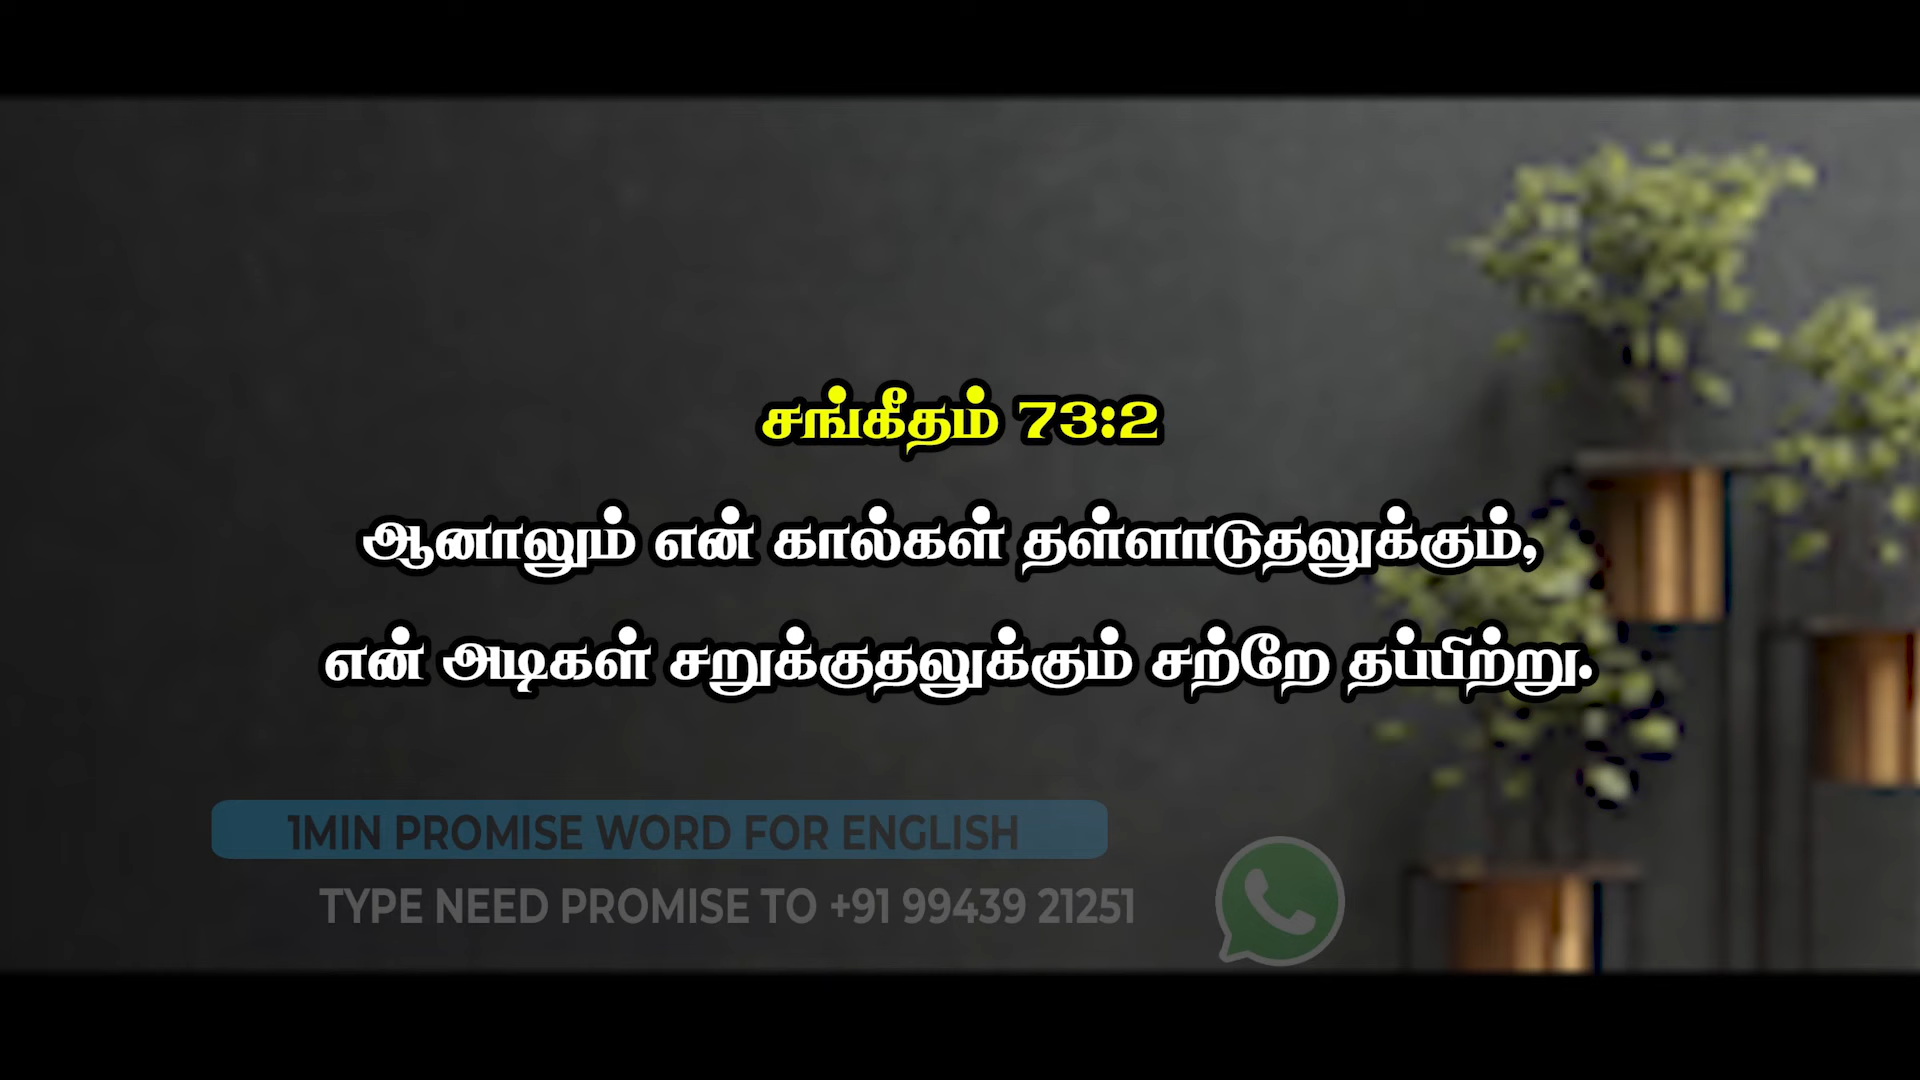 சங்கீதம் 73:2
ஆனாலும் என் கால்கள் தள்ளாடுதலுக்கும்,
என் அடிகள் சறுக்குதலுக்கும் சற்றே தப்பிற்று.
1MIN PROMISE WORD FOR ENGLISH
TYPE NEED PROMISE TO +91 99439 21251